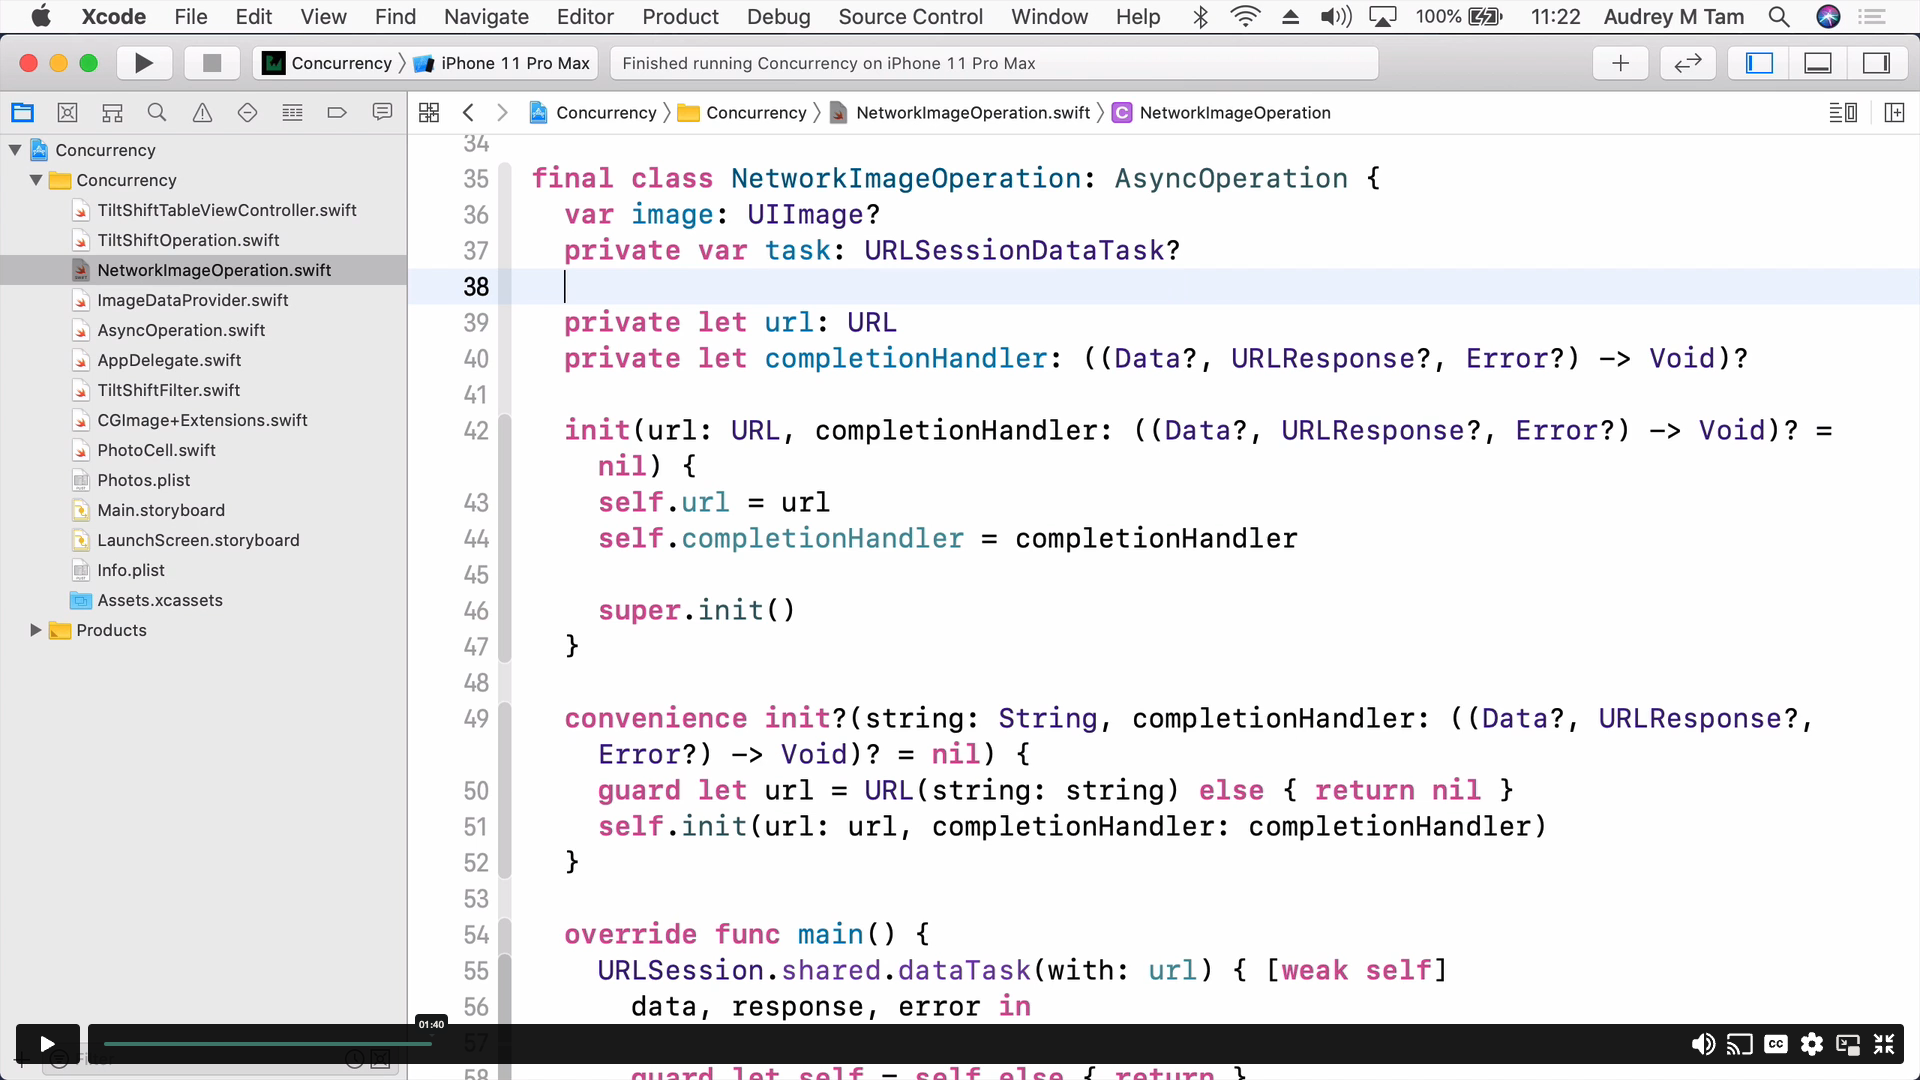 Xcode File Edit View Find Navigate Editor Product Debug Source Control Window Help 100% 11:22 Audrey M Tam
Concurrency iPhone 11 Pro Max Finished running Concurrency on iPhone 11 Pro Max
Concurrency Concurrency NetworkImageOperation.swift C NetworkImageOperation
Concurrency
Concurrency
TiltShiftTableViewController.swift
TiltShiftOperation.swift
NetworkImageOperation.swift
ImageDataProvider.swift
AsyncOperation.swift
AppDelegate.swift
TiltShiftFilter.swift
CGImage+Extensions.swift
PhotoCell.swift
Photos.plist
Main.storyboard
LaunchScreen.storyboard
Info.plist
Assets.xcassets
Products
Filter
34
35 final class NetworkImageOperation: AsyncOperation {
36 var image: UIImage?
37 private var task: URLSessionDataTask?
38
39 private let url: URL
40 private let completionHandler: ((Data?, URLResponse?, Error?) -> Void)?
41
42 init(url: URL, completionHandler: ((Data?, URLResponse?, Error?) -> Void)? =
nil) {
43 self.url = url
44 self.completionHandler = completionHandler
45
46 super.init()
47 }
48
49 convenience init?(string: String, completionHandler: ((Data?, URLResponse?,
Error?) -> Void)? = nil) {
50 guard let url = URL(string: string) else { return nil }
51 self.init(url: url, completionHandler: completionHandler)
52 }
53
54 override func main() {
55 URLSession.shared.dataTask(with: url) { [weak self]
56 data, response, error in
57
58 guard let self = self else { return }
01:40
CC